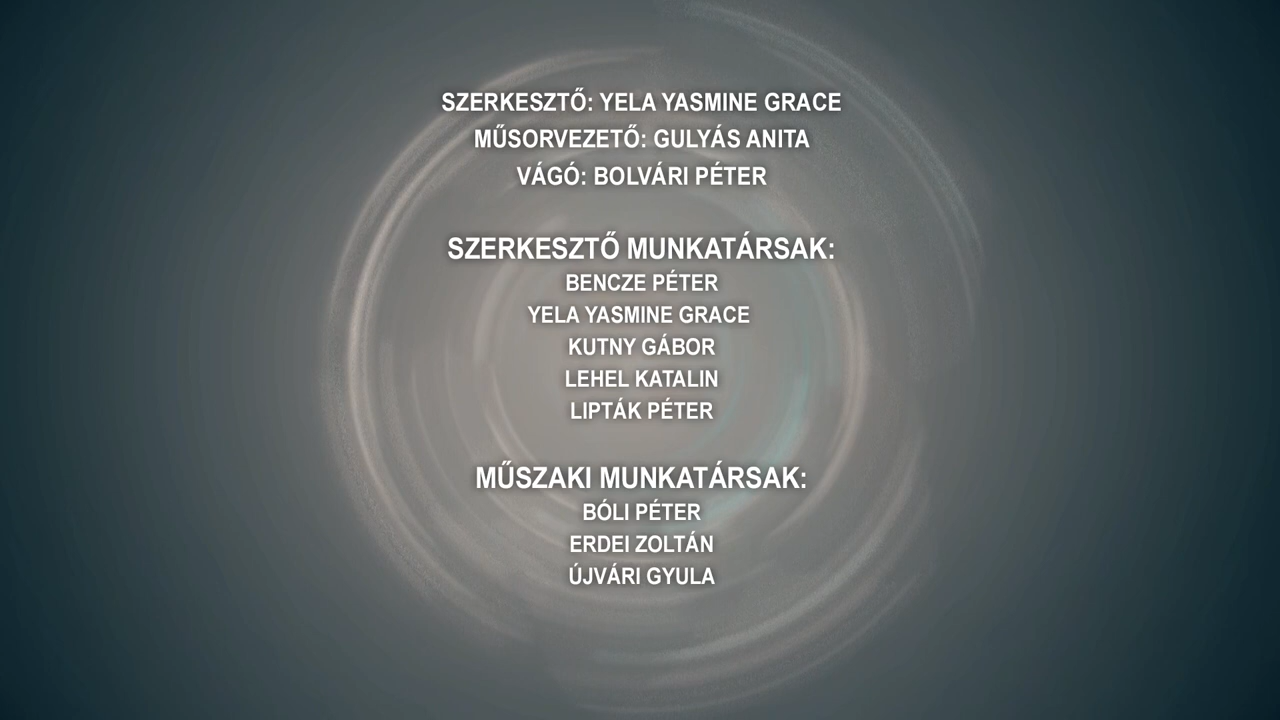 SZERKESZTŐ: YELA YASMINE GRACE
MŰSORVEZETŐ: GULYÁS ANITA
VÁGÓ: BOLVÁRI PÉTER
SZERKESZTŐ MUNKATÁRSAK:
BENCZE PÉTER
YELA YASMINE GRACE
KUTNY GÁBOR
LEHEL KATALIN
LIPTÁK PÉTER
MŰSZAKI MUNKATÁRSAK:
BÓLI PÉTER
ERDEI ZOLTÁN
ÚJVÁRI GYULA